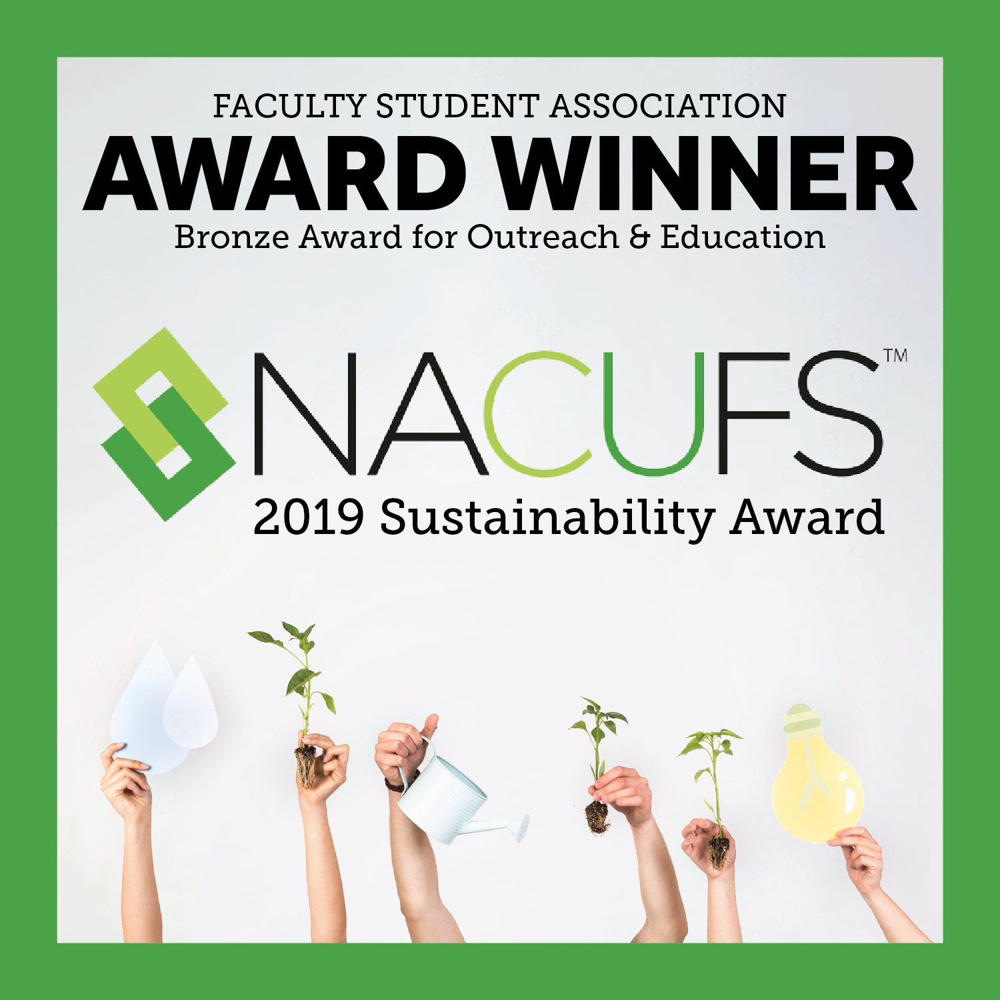 FACULTY STUDENT ASSOCIATION
AWARD WINNER
Bronze Award for Outreach & Education
NACUFS™
2019 Sustainability Award